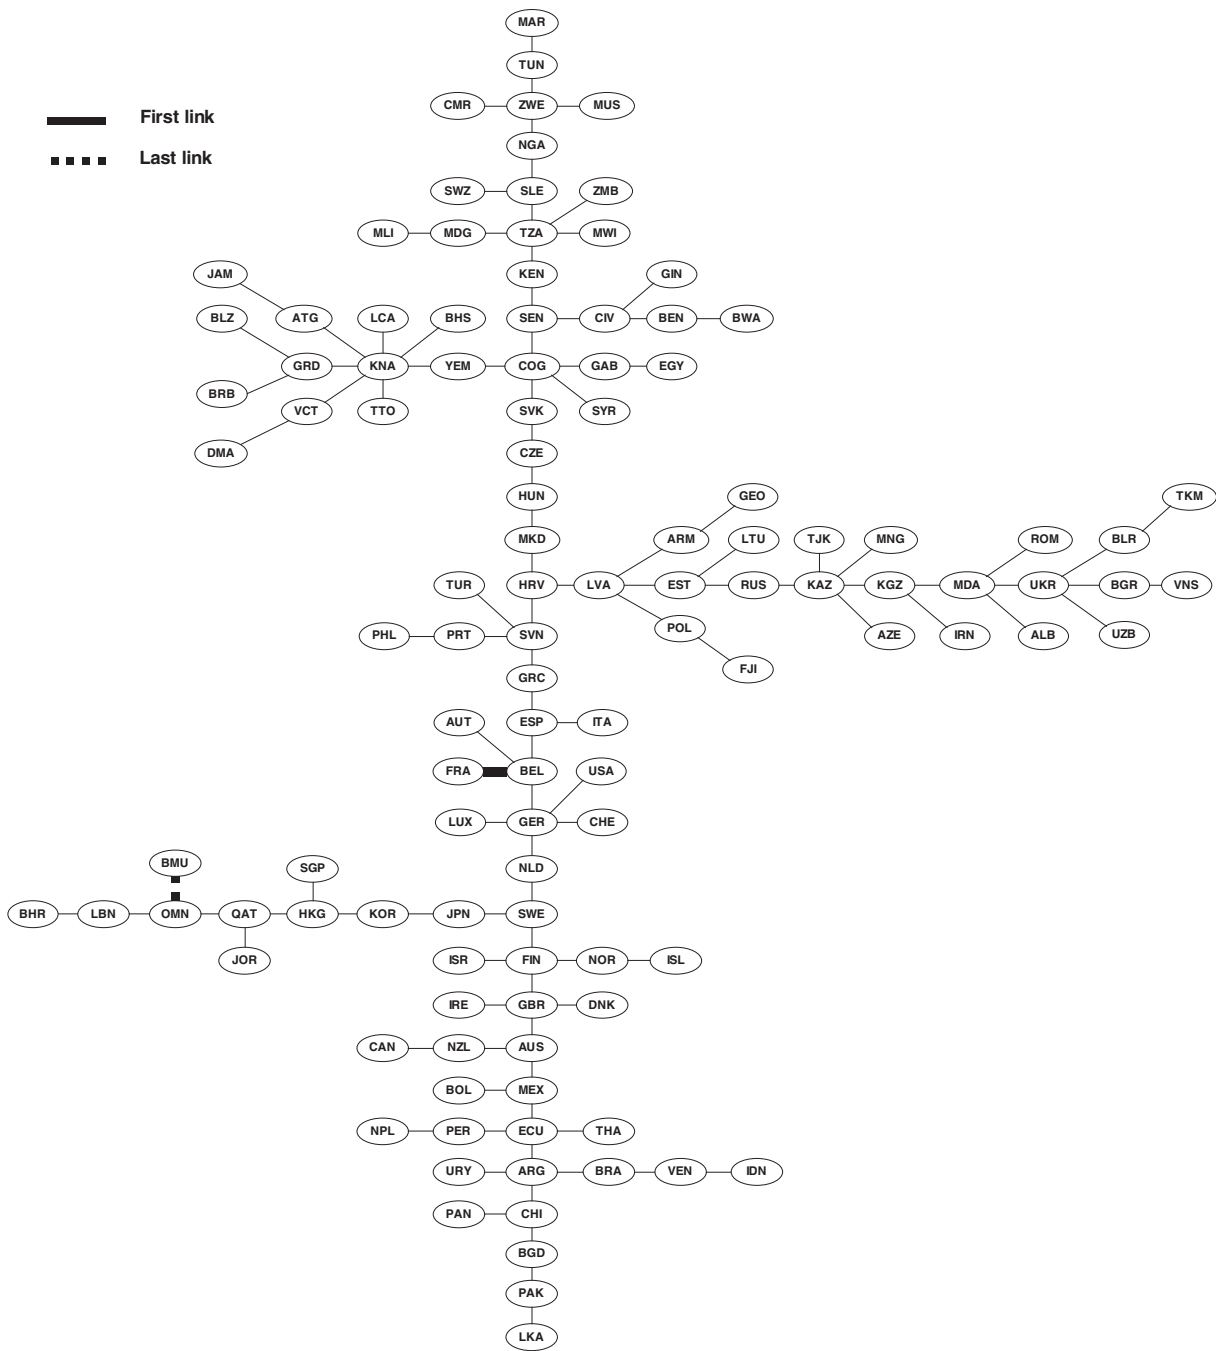 MAR
TUN
CMR ZWE MUS
First link
NGA
Last link
SWZ SLE ZMB
MLI MDG TZA MWI
JAM KEN GIN
BLZ ATG LCA BHS SEN CIV BEN BWA
GRD KNA YEM COG GAB EGY
BRB
VCT TTO SVK SYR
DMA CZE
HUN GEO TKM
MKD ARM LTU TJK MNG ROM BLR
TUR HRV LVA EST RUS KAZ KGZ MDA UKR BGR VNS
PHL PRT SVN POL AZE IRN ALB UZB
FJI
GRC
AUT ESP ITA
FRA BEL USA
LUX GER CHE
BMU SGP NLD
BHR LBN OMN QAT HKG KOR JPN SWE
JOR ISR FIN NOR ISL
IRE GBR DNK
CAN NZL AUS
BOL MEX
NPL PER ECU THA
URY ARG BRA VEN IDN
PAN CHI
BGD
PAK
LKA